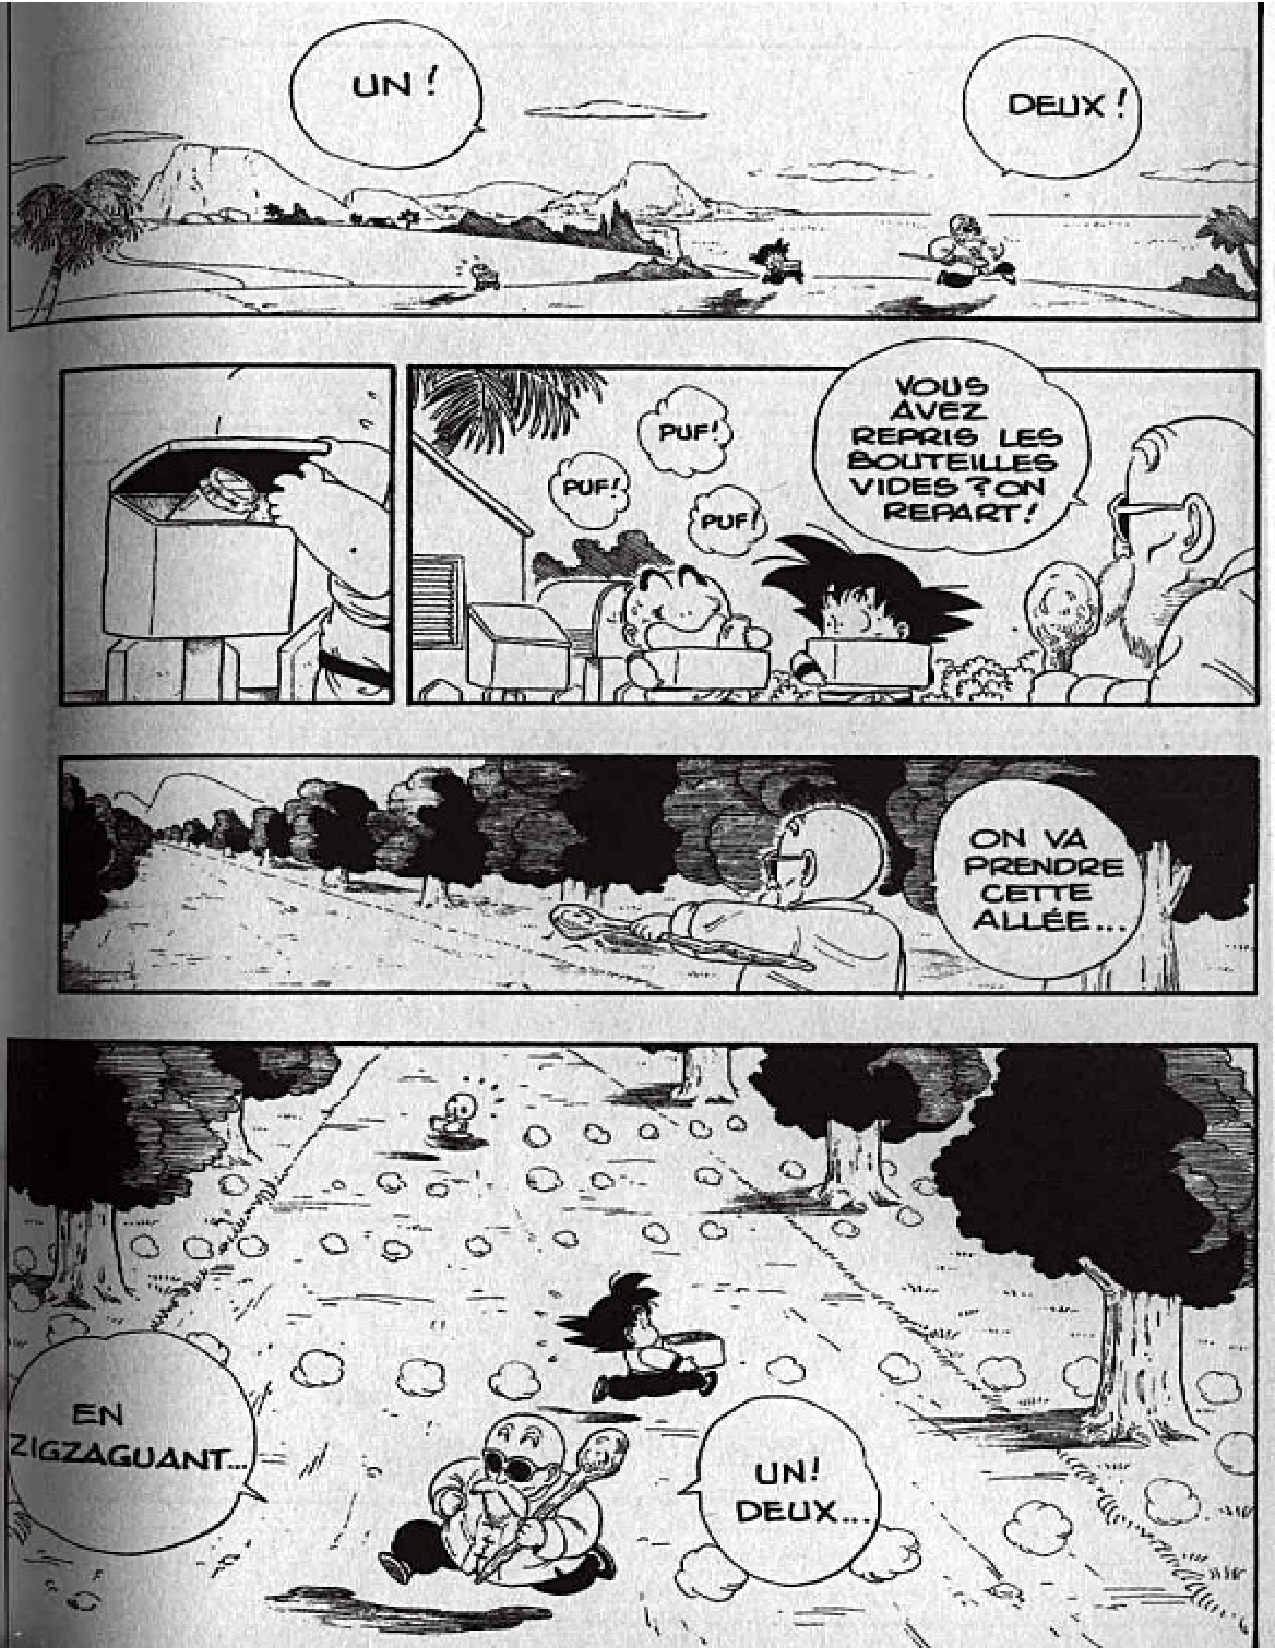 UN !
DEUX !
PUF!
PUF!
PUF!
VOUS
AVEZ
REPRIS LES
BOUTEILLES
VIDES ? ON
REPART !
ON VA
PRENDRE
CETTE
ALLÉE...
EN
ZIGZAGUANT...
UN!
DEUX...